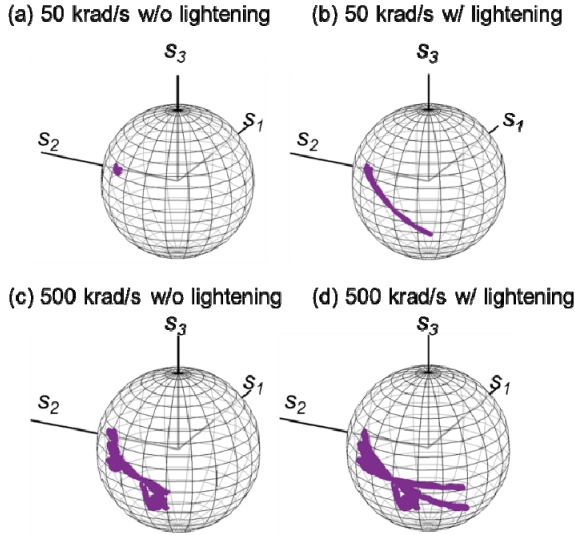 (a) 50 krad/s w/o lightening
(b) 50 krad/s w/ lightening
S3
S2
S1
S3
S2
S1
(c) 500 krad/s w/o lightening
(d) 500 krad/s w/ lightening
S3
S2
S1
S3
S2
S1